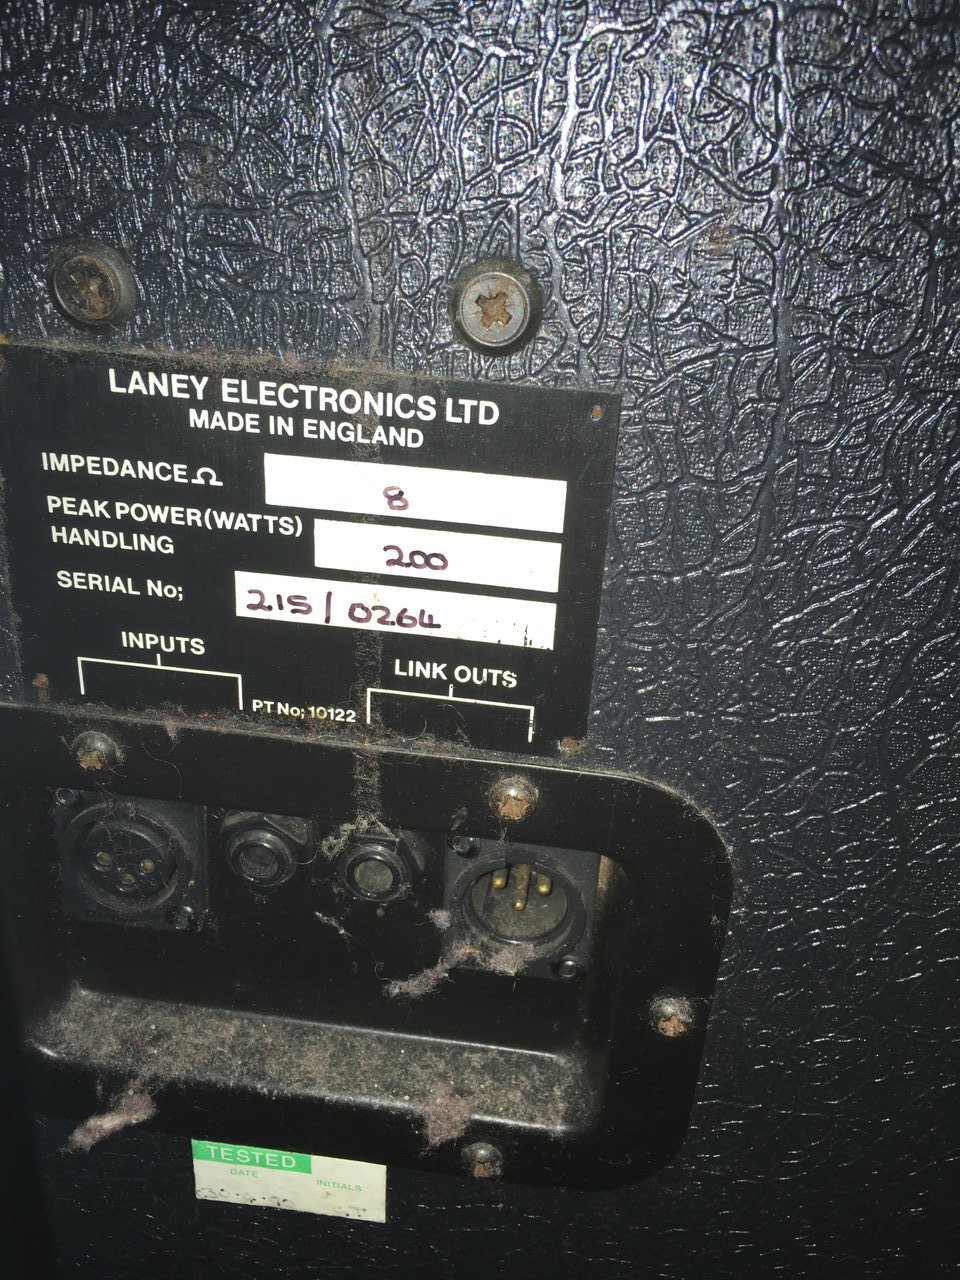 LANEY ELECTRONICS LTD
MADE IN ENGLAND
IMPEDANCE Ω 8
PEAK POWER (WATTS)
HANDLING 200
SERIAL No; 215/0264
INPUTS
LINK OUTS
PT No; 10122
TESTED
DATE
INITIALS